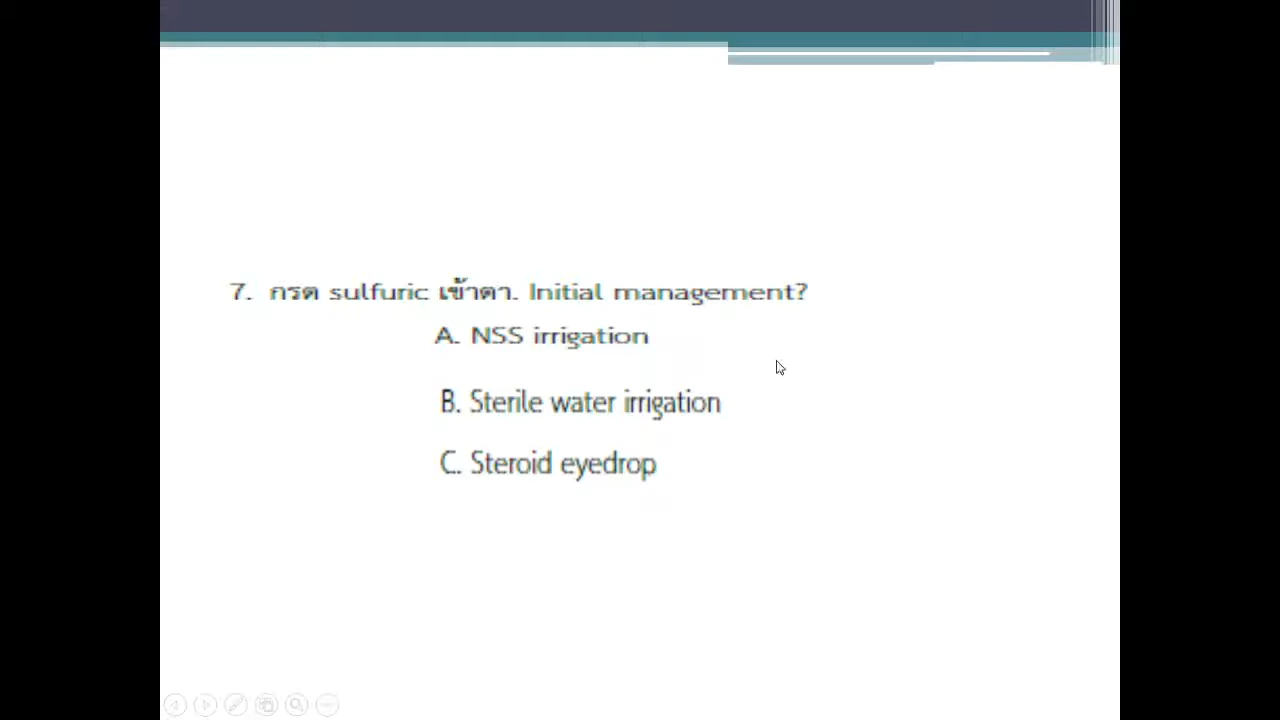 7. กรด sulfuric เข้าตา. Initial management?
A. NSS irrigation
B. Sterile water irrigation
C. Steroid eyedrop